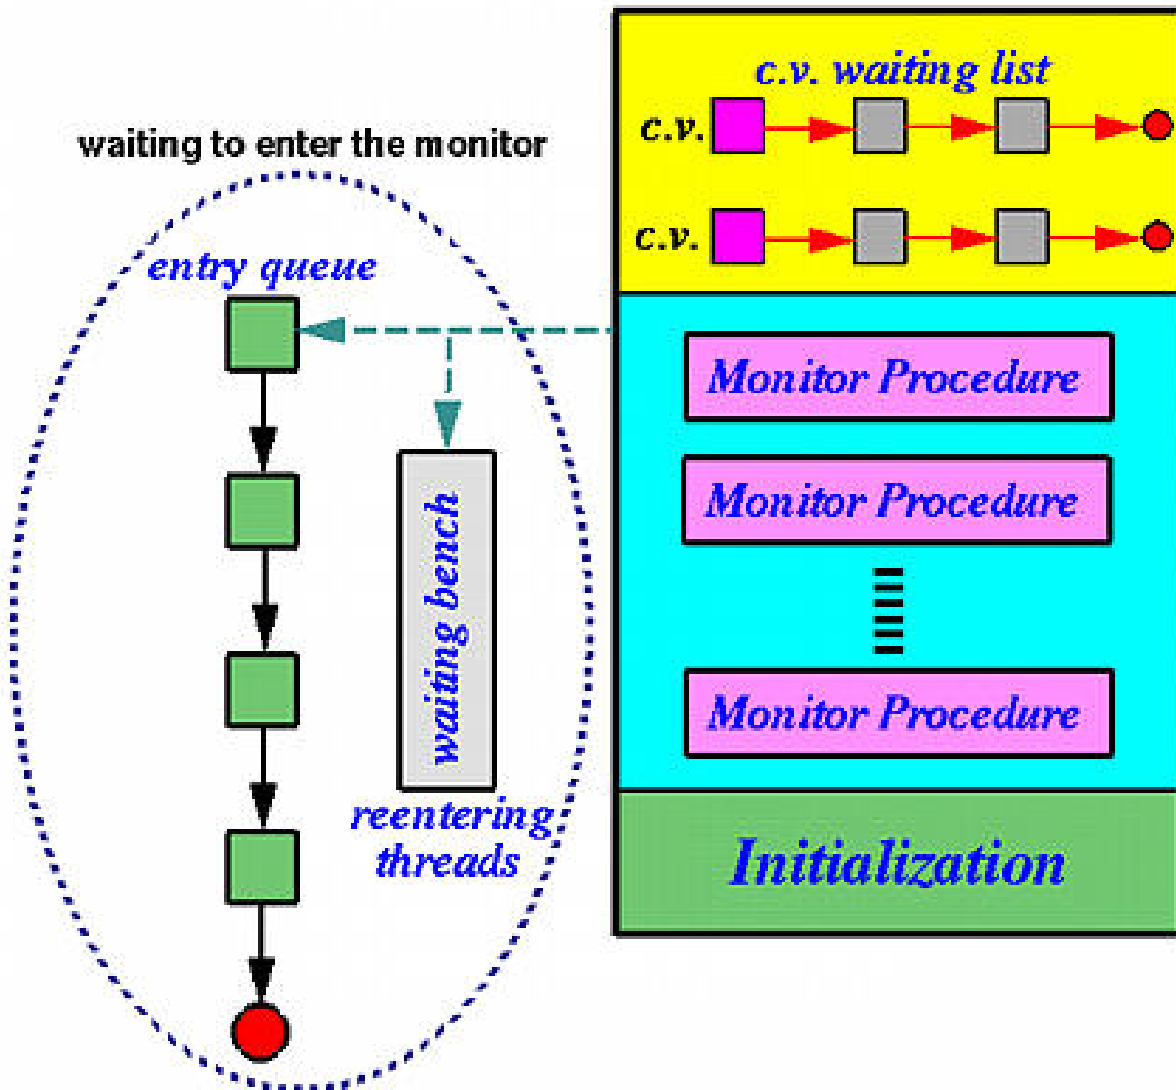 waiting to enter the monitor
entry queue
waiting bench
reentering
threads
c.v. waiting list
c.v.
c.v.
Monitor Procedure
Monitor Procedure
Monitor Procedure
Initialization